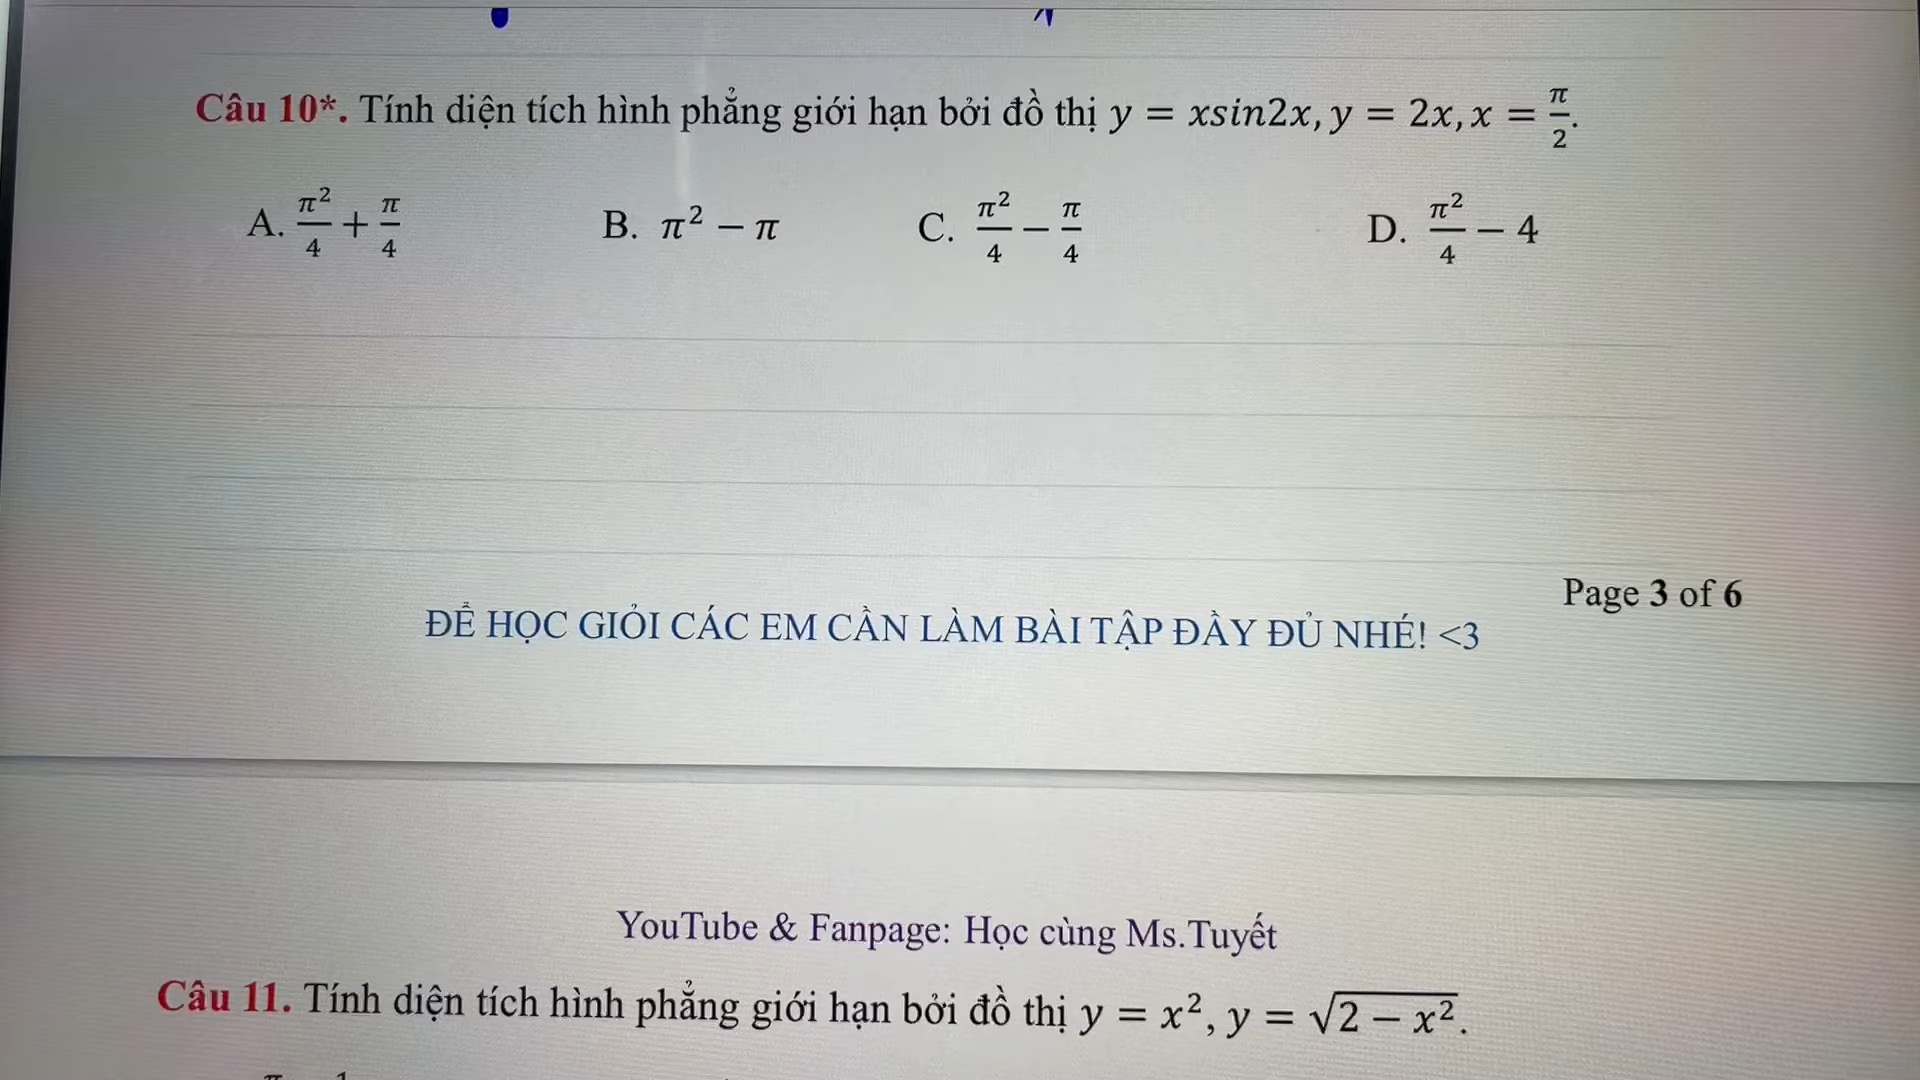 Câu 10*. Tính diện tích hình phẳng giới hạn bởi đồ thị y = xsin2x, y = 2x, x = π/2.
A. π²/4 + π/4 B. π² − π C. π²/4 − π/4 D. π²/4 − 4
Page 3 of 6
ĐỂ HỌC GIỎI CÁC EM CẦN LÀM BÀI TẬP ĐẦY ĐỦ NHÉ! <3
YouTube & Fanpage: Học cùng Ms.Tuyết
Câu 11. Tính diện tích hình phẳng giới hạn bởi đồ thị y = x², y = √(2 − x²).